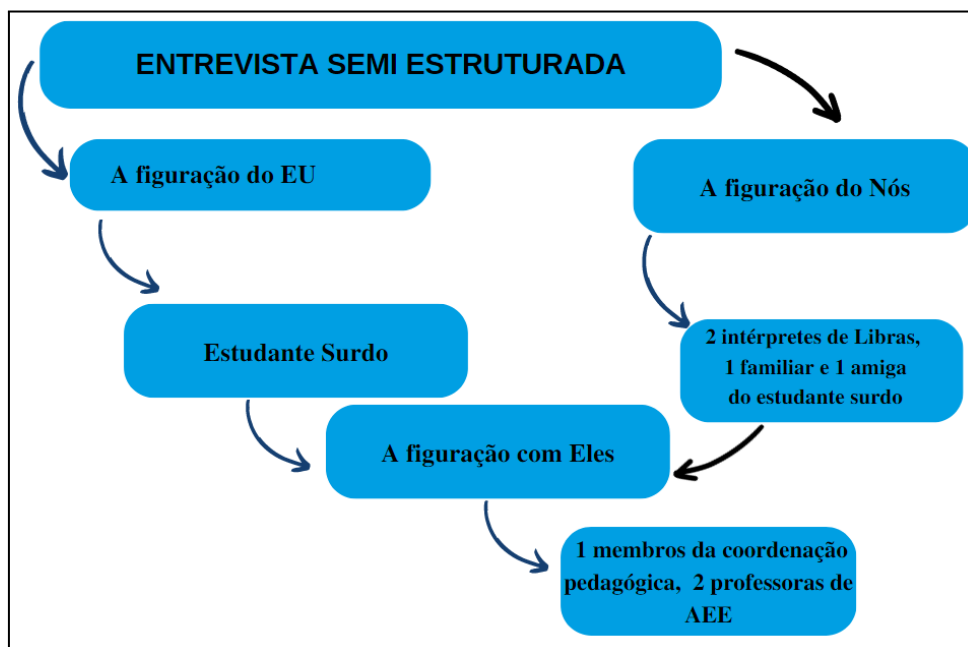 ENTREVISTA SEMI ESTRUTURADA
A figuração do EU
A figuração do Nós
Estudante Surdo
2 intérpretes de Libras,
1 familiar e 1 amiga
do estudante surdo
A figuração com Eles
1 membros da coordenação
pedagógica, 2 professoras de
AEE